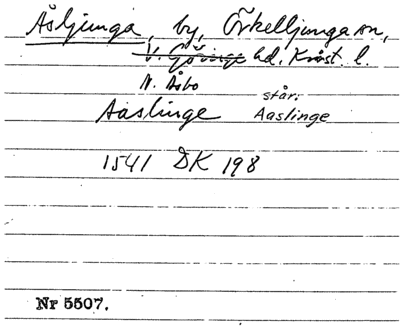 Åsljunga, by, Örkelljunga sn,
V. Göinge hd, Krist. l.
N. Åsbo
står:
Aaslinge Aaslinge
1541 DK 198
Nr 5507.